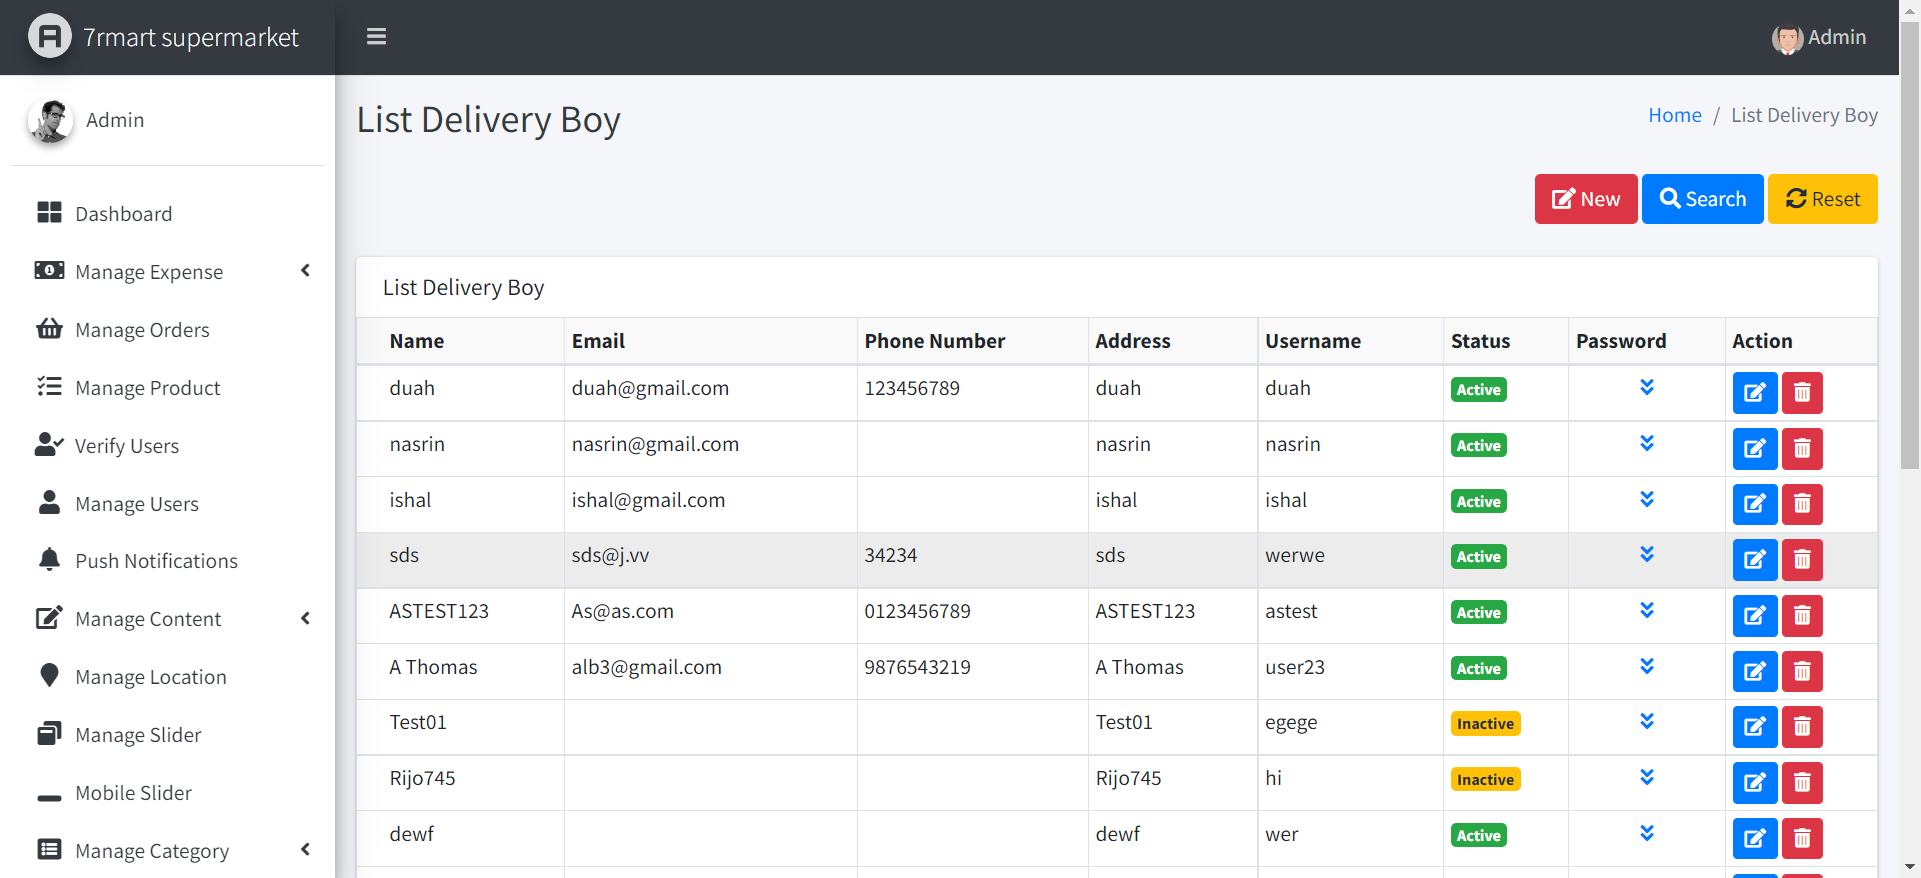 7rmart supermarket
Admin
Admin
Dashboard
Manage Expense
Manage Orders
Manage Product
Verify Users
Manage Users
Push Notifications
Manage Content
Manage Location
Manage Slider
Mobile Slider
Manage Category
List Delivery Boy
Home / List Delivery Boy
New Search Reset
List Delivery Boy
Name Email Phone Number Address Username Status Password Action
duah duah@gmail.com 123456789 duah duah Active
nasrin nasrin@gmail.com nasrin nasrin Active
ishal ishal@gmail.com ishal ishal Active
sds sds@j.vv 34234 sds werwe Active
ASTEST123 As@as.com 0123456789 ASTEST123 astest Active
A Thomas alb3@gmail.com 9876543219 A Thomas user23 Active
Test01 Test01 egege Inactive
Rijo745 Rijo745 hi Inactive
dewf dewf wer Active